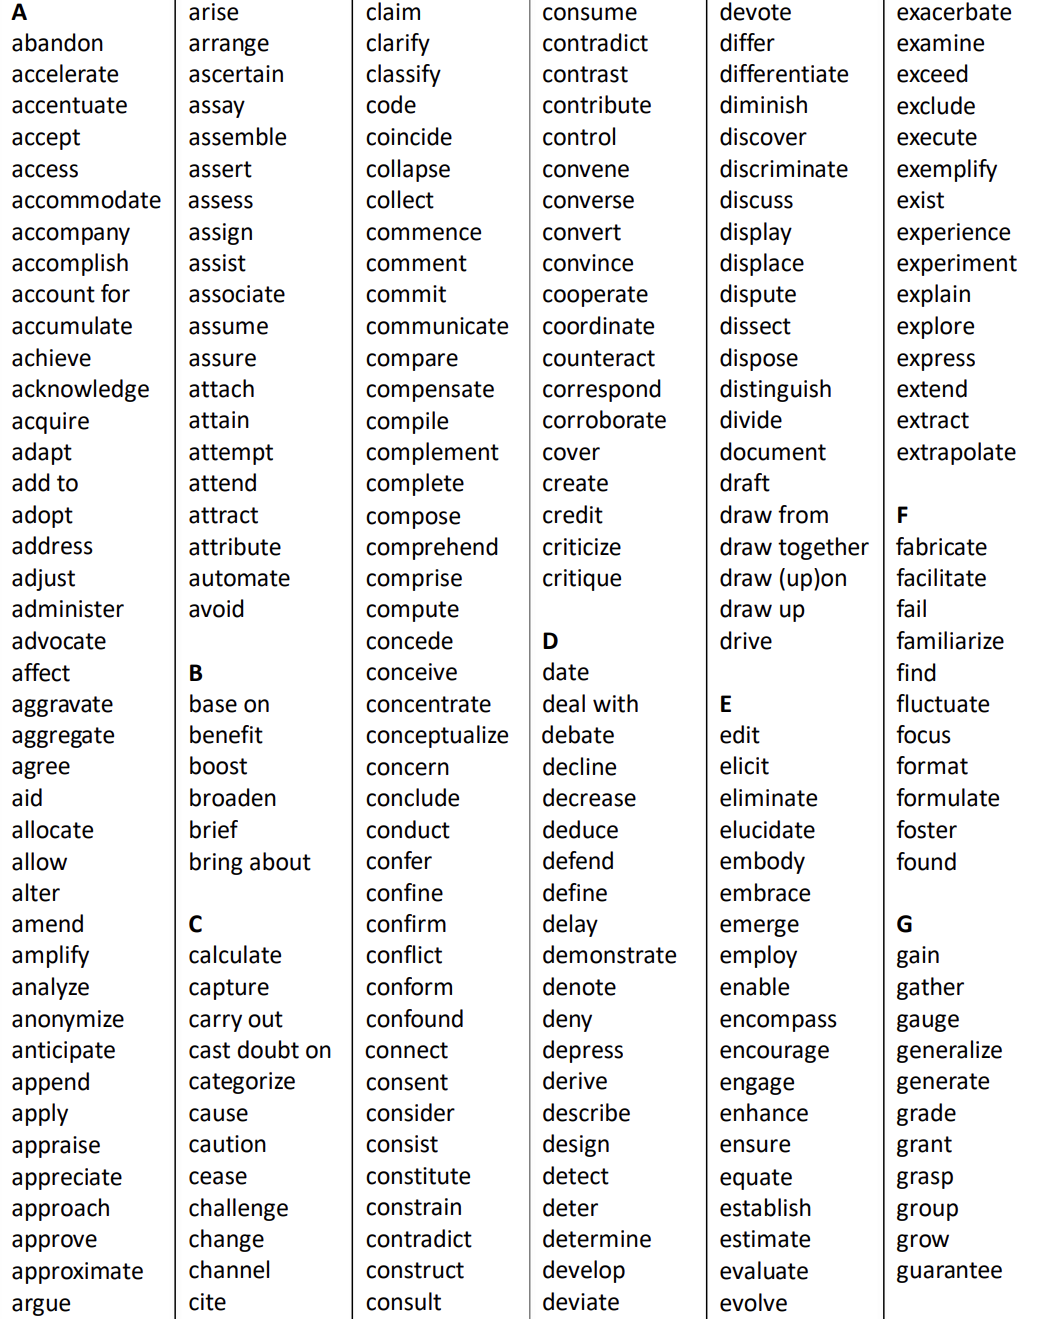 A
abandon
accelerate
accentuate
accept
access
accommodate
accompany
accomplish
account for
accumulate
achieve
acknowledge
acquire
adapt
add to
adopt
address
adjust
administer
advocate
affect
aggravate
aggregate
agree
aid
allocate
allow
alter
amend
amplify
analyze
anonymize
anticipate
append
apply
appraise
appreciate
approach
approve
approximate
argue
arise
arrange
ascertain
assay
assemble
assert
assess
assign
assist
associate
assume
assure
attach
attain
attempt
attend
attract
attribute
automate
avoid
B
base on
benefit
boost
broaden
brief
bring about
C
calculate
capture
carry out
cast doubt on
categorize
cause
caution
cease
challenge
change
channel
cite
claim
clarify
classify
code
coincide
collapse
collect
commence
comment
commit
communicate
compare
compensate
compile
complement
complete
compose
comprehend
comprise
compute
concede
conceive
concentrate
conceptualize
concern
conclude
conduct
confer
confine
confirm
conflict
conform
confound
connect
consent
consider
consist
constitute
constrain
contradict
construct
consult
consume
contradict
contrast
contribute
control
convene
converse
convert
convince
cooperate
coordinate
counteract
correspond
corroborate
cover
create
credit
criticize
critique
D
date
deal with
debate
decline
decrease
deduce
defend
define
delay
demonstrate
denote
deny
depress
derive
describe
design
detect
deter
determine
develop
deviate
devote
differ
differentiate
diminish
discover
discriminate
discuss
display
displace
dispute
dissect
dispose
distinguish
divide
document
draft
draw from
draw together
draw (up)on
draw up
drive
E
edit
elicit
eliminate
elucidate
embody
embrace
emerge
employ
enable
encompass
encourage
engage
enhance
ensure
equate
establish
estimate
evaluate
evolve
exacerbate
examine
exceed
exclude
execute
exemplify
exist
experience
experiment
explain
explore
express
extend
extract
extrapolate
F
fabricate
facilitate
fail
familiarize
find
fluctuate
focus
format
formulate
foster
found
G
gain
gather
gauge
generalize
generate
grade
grant
grasp
group
grow
guarantee